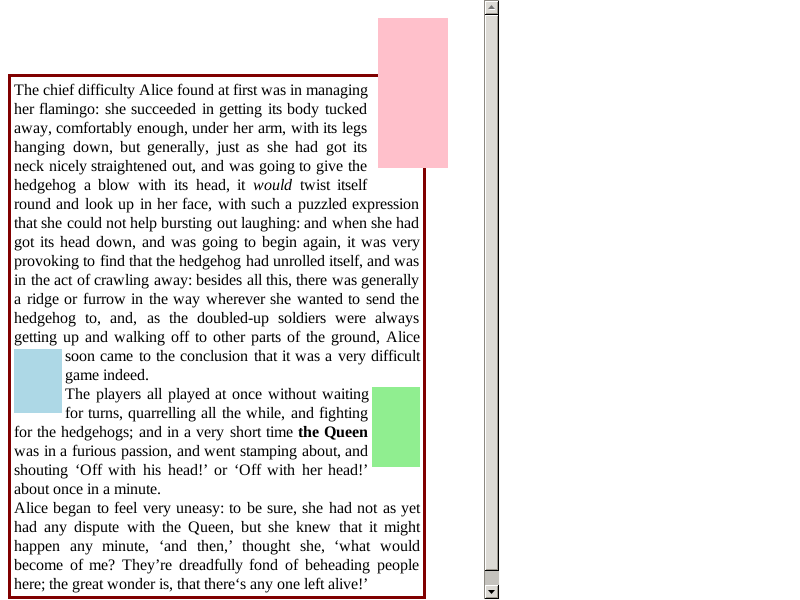 The chief difficulty Alice found at first was in managing
her flamingo: she succeeded in getting its body tucked
away, comfortably enough, under her arm, with its legs
hanging down, but generally, just as she had got its
neck nicely straightened out, and was going to give the
hedgehog a blow with its head, it would twist itself
round and look up in her face, with such a puzzled expression
that she could not help bursting out laughing: and when she had
got its head down, and was going to begin again, it was very
provoking to find that the hedgehog had unrolled itself, and was
in the act of crawling away: besides all this, there was generally
a ridge or furrow in the way wherever she wanted to send the
hedgehog to, and, as the doubled-up soldiers were always
getting up and walking off to other parts of the ground, Alice
soon came to the conclusion that it was a very difficult
game indeed.
The players all played at once without waiting
for turns, quarrelling all the while, and fighting
for the hedgehogs; and in a very short time the Queen
was in a furious passion, and went stamping about, and
shouting ‘Off with his head!’ or ‘Off with her head!’
about once in a minute.
Alice began to feel very uneasy: to be sure, she had not as yet
had any dispute with the Queen, but she knew that it might
happen any minute, ‘and then,’ thought she, ‘what would
become of me? They’re dreadfully fond of beheading people
here; the great wonder is, that there‘s any one left alive!’